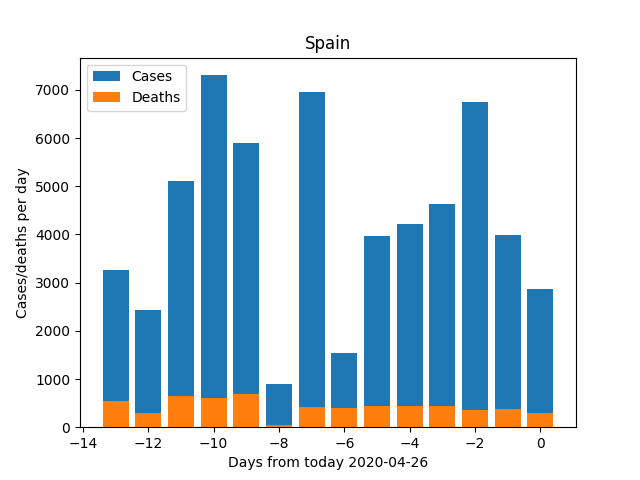 Spain
Cases
Deaths
Cases/deaths per day
7000
6000
5000
4000
3000
2000
1000
0
−14 −12 −10 −8 −6 −4 −2 0
Days from today 2020-04-26